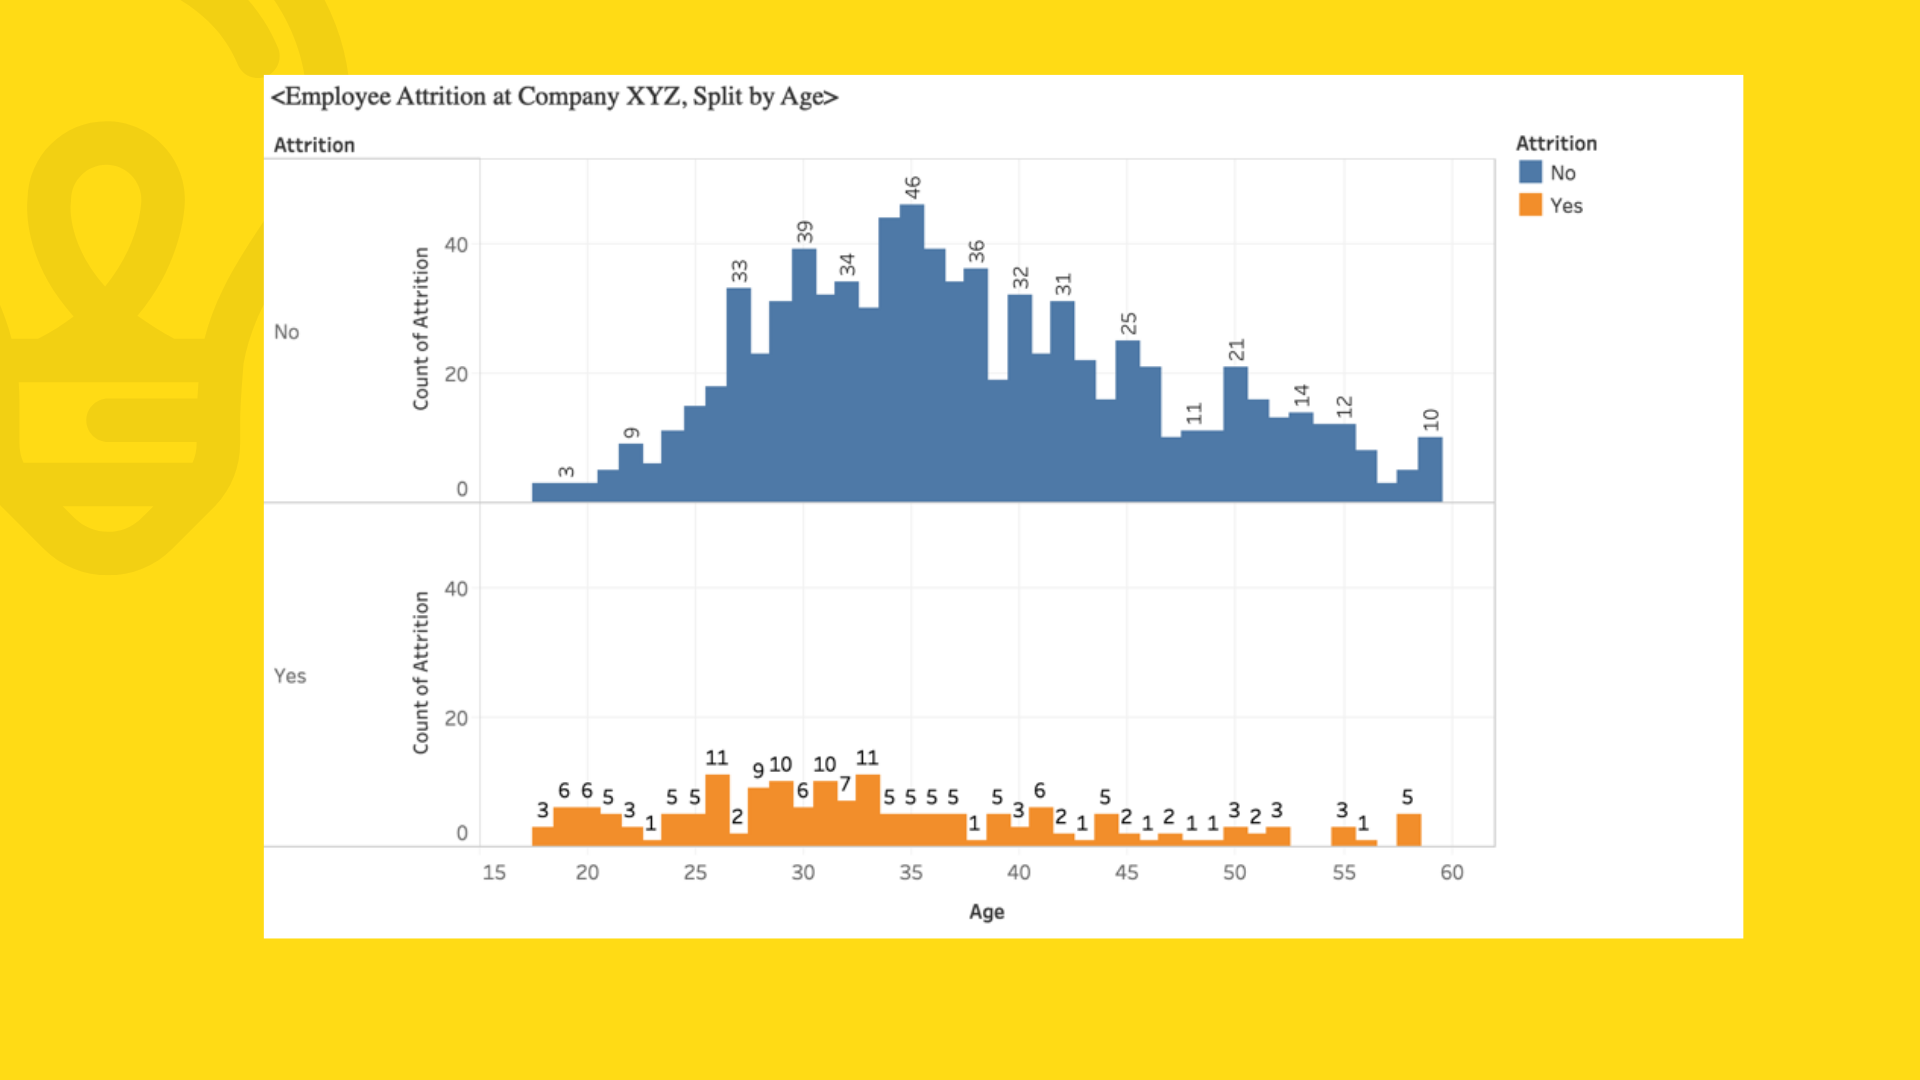 <Employee Attrition at Company XYZ, Split by Age>
Attrition
Attrition
No
Yes
No
Count of Attrition
40
20
0
3
9
33
39
34
46
36
32
31
25
11
21
14
12
10
Yes
Count of Attrition
40
20
0
3 6 6 5 3 1 5 5 11 2 9 10 6 10 7 11 5 5 5 5 1 5 3 6 2 1 5 2 1 2 1 1 3 2 3 3 1 5
15 20 25 30 35 40 45 50 55 60
Age